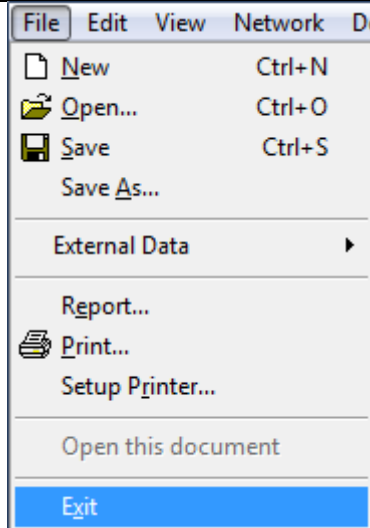 File Edit View Network
New Ctrl+N
Open... Ctrl+O
Save Ctrl+S
Save As...
External Data
Report...
Print...
Setup Printer...
Open this document
Exit